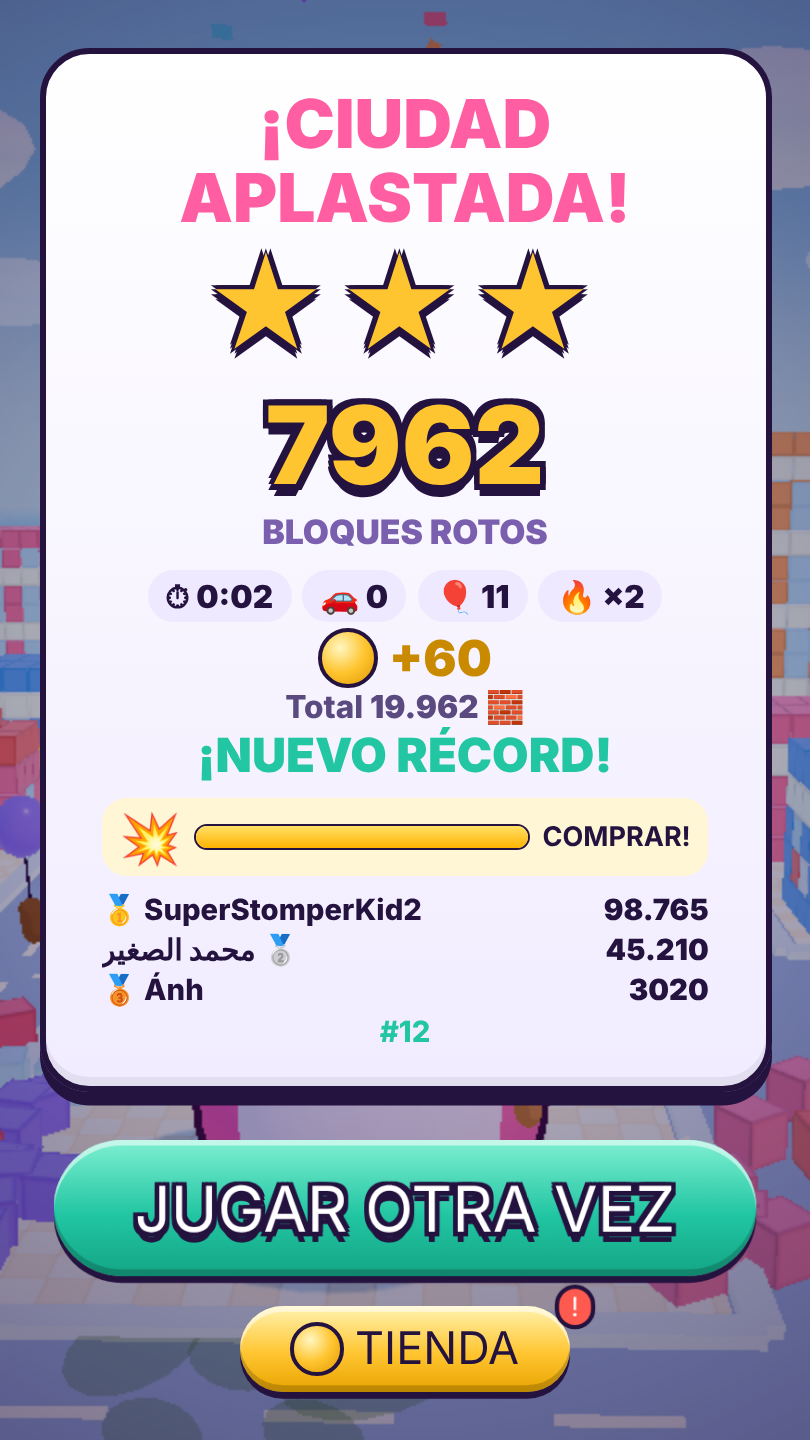 ¡CIUDAD
APLASTADA!
7962
BLOQUES ROTOS
⏱ 0:02 🚗 0 🎈 11 🔥 ×2
+60
Total 19.962 🧱
¡NUEVO RÉCORD!
💥 COMPRAR!
🥇 SuperStomperKid2 98.765
🥈 محمد الصغير 45.210
🥉 Ánh 3020
#12
JUGAR OTRA VEZ
!
TIENDA